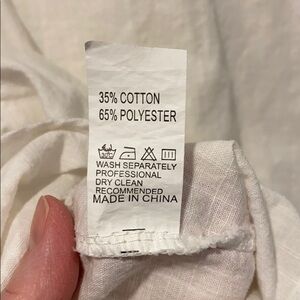 35% COTTON
65% POLYESTER
WASH SEPARATELY
PROFESSIONAL
DRY CLEAN
RECOMMENDED
MADE IN CHINA